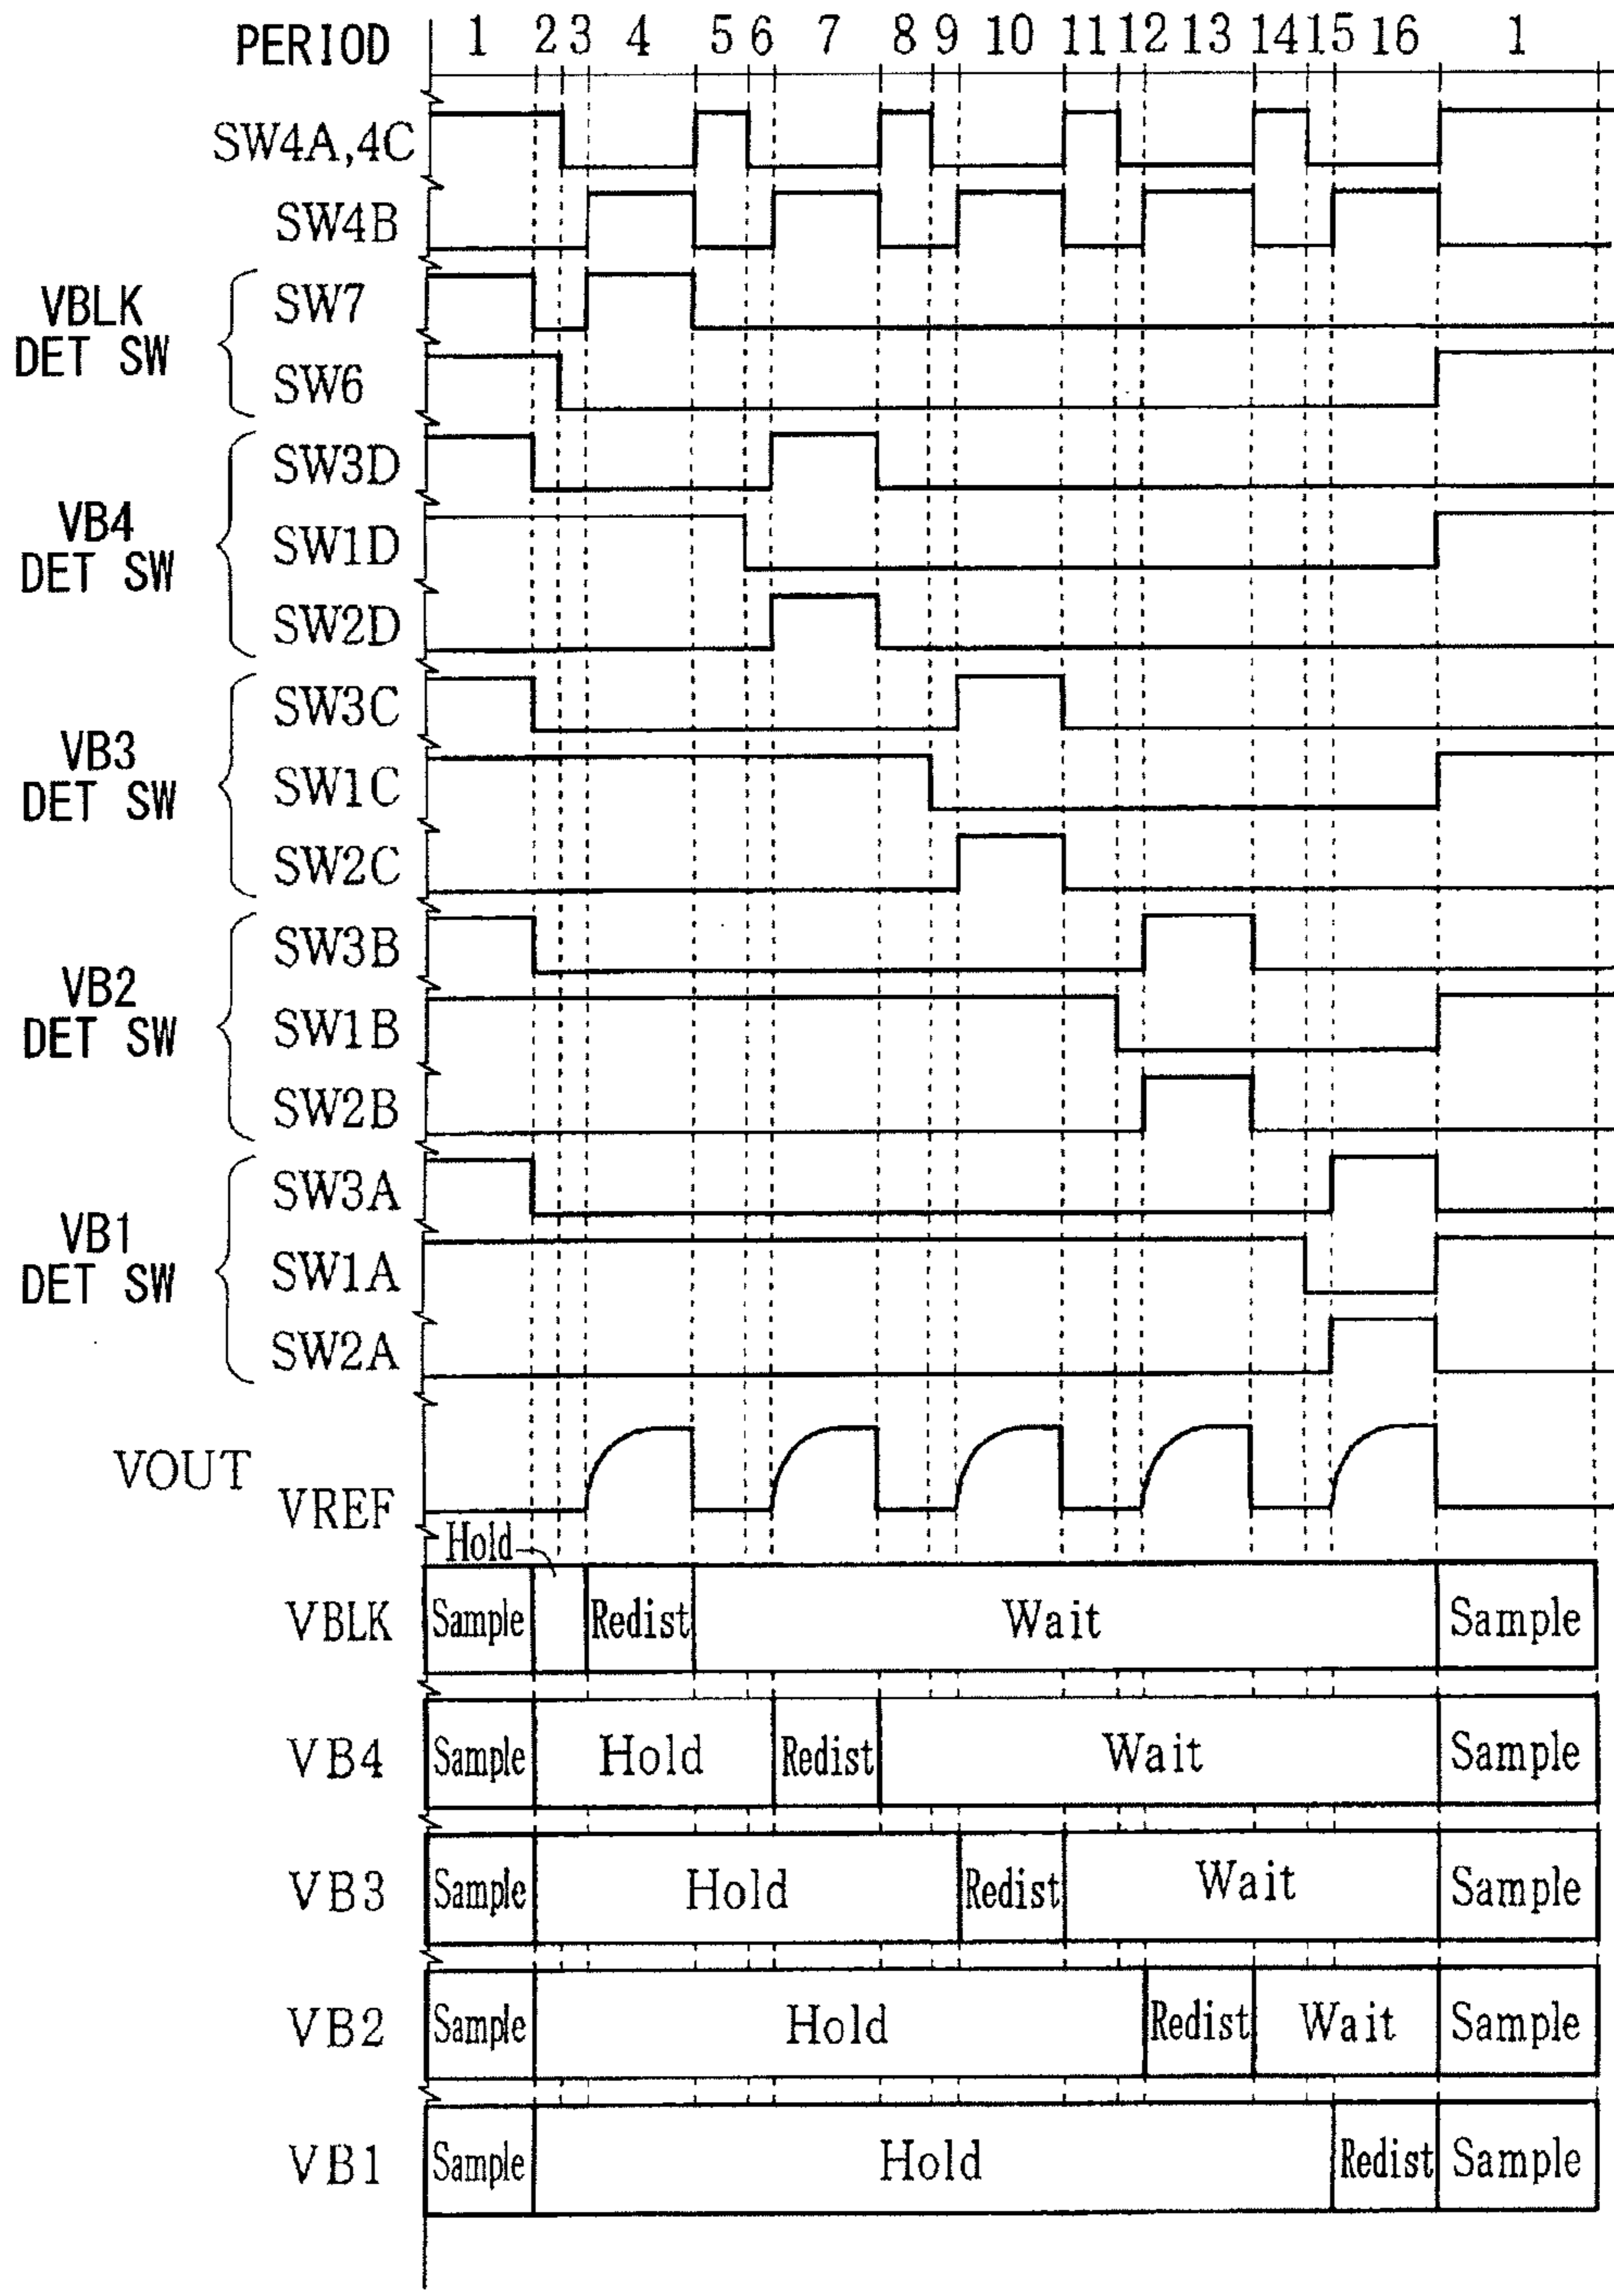 PERIOD 1 2 3 4 5 6 7 8 9 10 11 12 13 14 15 16 1
SW4A,4C
SW4B
VBLK
DET SW
SW7
SW6
VB4
DET SW
SW3D
SW1D
SW2D
VB3
DET SW
SW3C
SW1C
SW2C
VB2
DET SW
SW3B
SW1B
SW2B
VB1
DET SW
SW3A
SW1A
SW2A
VOUT
VREF
Hold
VBLK Sample Redist Wait Sample
VB4 Sample Hold Redist Wait Sample
VB3 Sample Hold Redist Wait Sample
VB2 Sample Hold Redist Wait Sample
VB1 Sample Hold Redist Sample